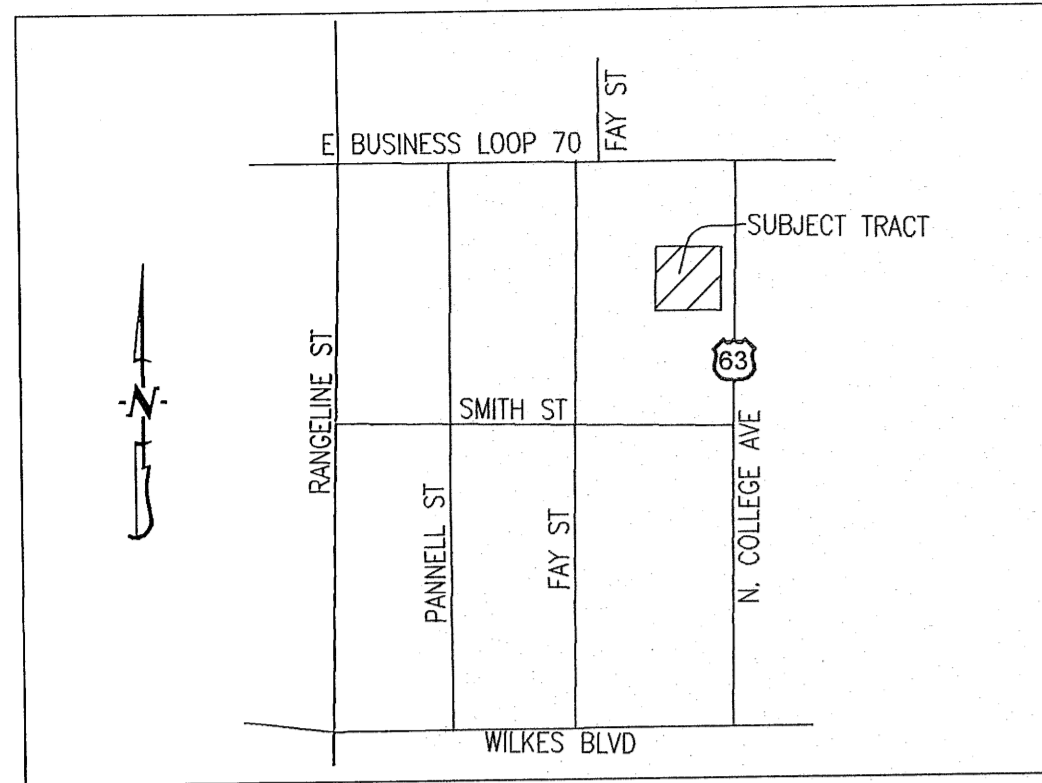 FAY ST
E BUSINESS LOOP 70
SUBJECT TRACT
63
-N-
RANGELINE ST
SMITH ST
PANNELL ST
FAY ST
N. COLLEGE AVE
WILKES BLVD